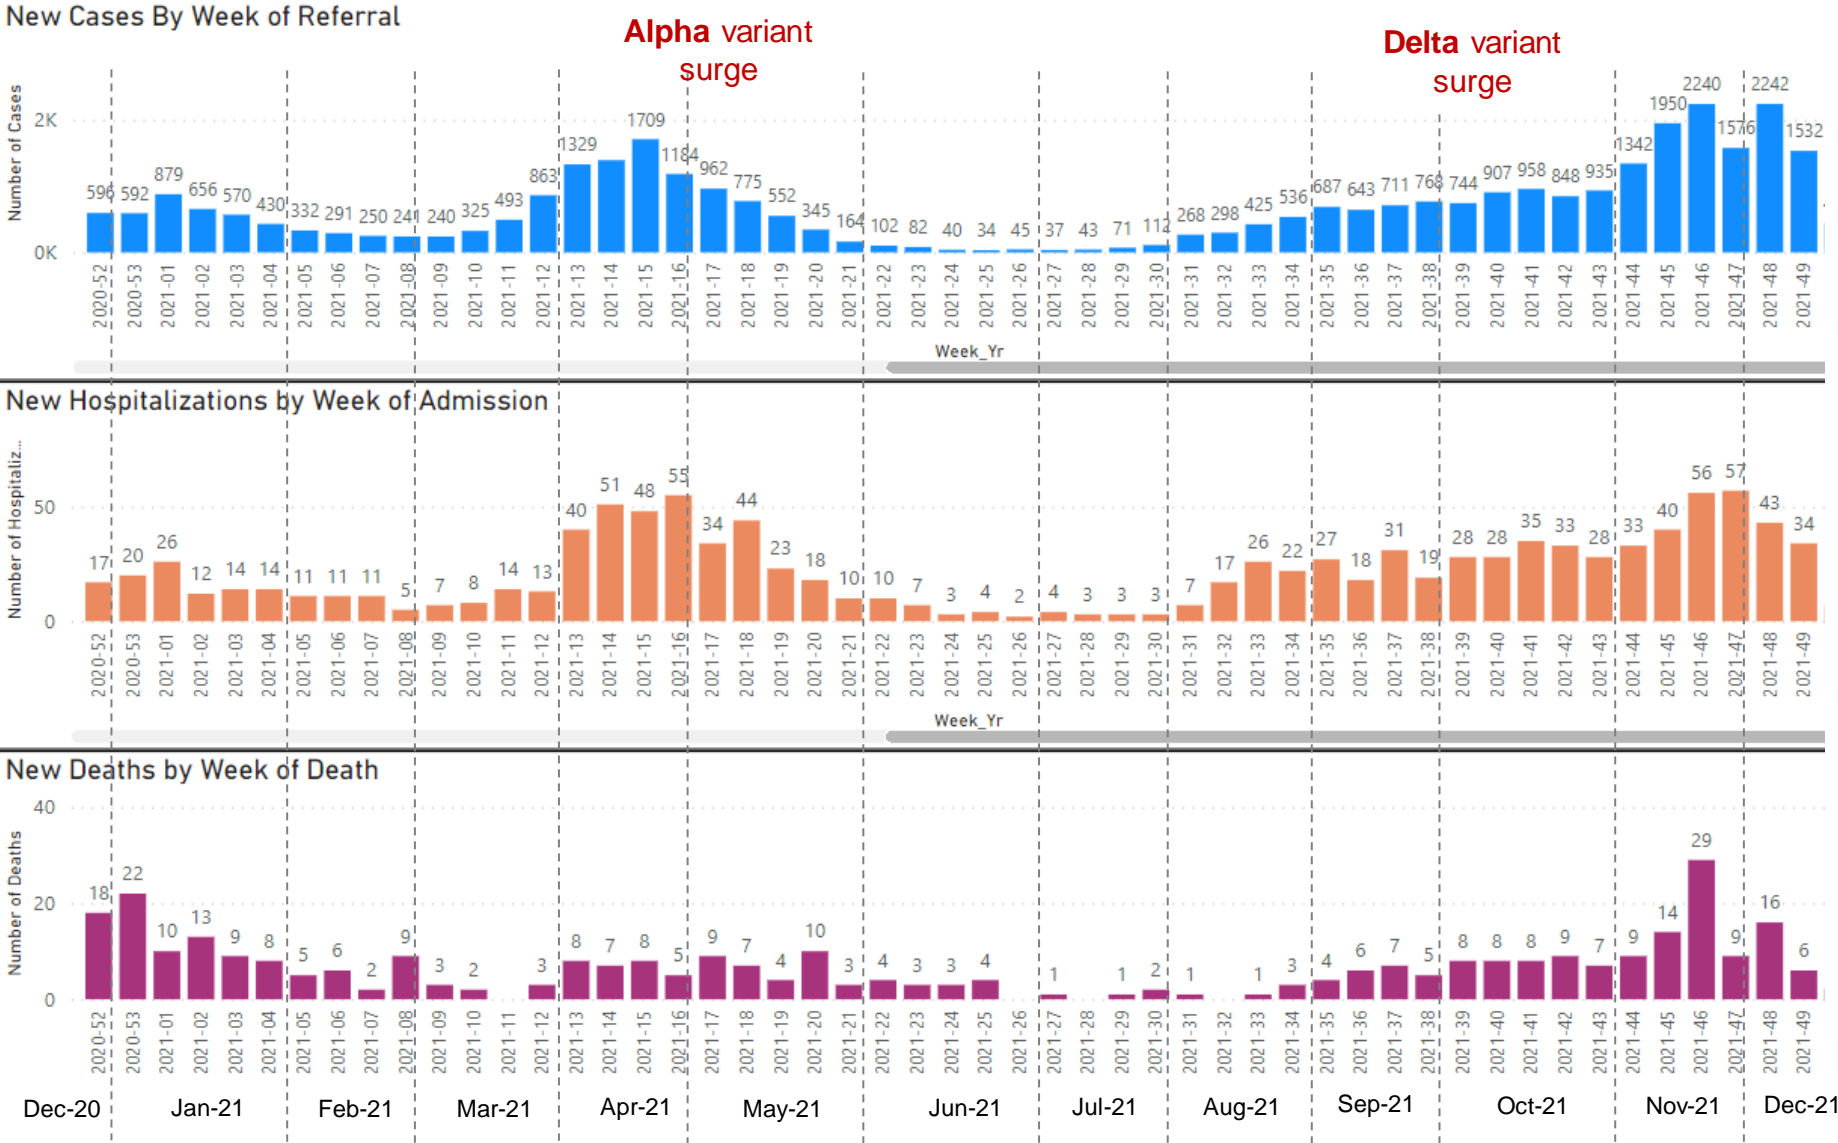 New Cases By Week of Referral
Alpha variant
surge
Delta variant
surge
Number of Cases
2K
0K
596 592 879 656 570 430 332 291 250 241 240 325 493 863 1329 1709 1184 962 775 552 345 164 102 82 40 34 45 37 43 71 112 268 298 425 536 687 643 711 768 744 907 958 848 935 1342 1950 2240 1576 2242 1532
2020-52 2020-53 2021-01 2021-02 2021-03 2021-04 2021-05 2021-06 2021-07 2021-08 2021-09 2021-10 2021-11 2021-12 2021-13 2021-14 2021-15 2021-16 2021-17 2021-18 2021-19 2021-20 2021-21 2021-22 2021-23 2021-24 2021-25 2021-26 2021-27 2021-28 2021-29 2021-30 2021-31 2021-32 2021-33 2021-34 2021-35 2021-36 2021-37 2021-38 2021-39 2021-40 2021-41 2021-42 2021-43 2021-44 2021-45 2021-46 2021-47 2021-48 2021-49
Week_Yr
New Hospitalizations by Week of Admission
Number of Hospitaliz...
50
0
17 20 26 12 14 14 11 11 11 5 7 8 14 13 40 51 48 55 34 44 23 18 10 10 7 3 4 2 4 3 3 3 7 17 26 22 27 18 31 19 28 28 35 33 28 33 40 56 57 43 34
2020-52 2020-53 2021-01 2021-02 2021-03 2021-04 2021-05 2021-06 2021-07 2021-08 2021-09 2021-10 2021-11 2021-12 2021-13 2021-14 2021-15 2021-16 2021-17 2021-18 2021-19 2021-20 2021-21 2021-22 2021-23 2021-24 2021-25 2021-26 2021-27 2021-28 2021-29 2021-30 2021-31 2021-32 2021-33 2021-34 2021-35 2021-36 2021-37 2021-38 2021-39 2021-40 2021-41 2021-42 2021-43 2021-44 2021-45 2021-46 2021-47 2021-48 2021-49
Week_Yr
New Deaths by Week of Death
Number of Deaths
40
20
0
18 22 10 13 9 8 5 6 2 9 3 2 3 8 7 8 5 9 7 4 10 3 4 3 3 4 1 1 2 1 1 3 4 6 7 5 8 8 8 9 7 9 14 29 9 16 6
2020-52 2020-53 2021-01 2021-02 2021-03 2021-04 2021-05 2021-06 2021-07 2021-08 2021-09 2021-10 2021-11 2021-12 2021-13 2021-14 2021-15 2021-16 2021-17 2021-18 2021-19 2021-20 2021-21 2021-22 2021-23 2021-24 2021-25 2021-26 2021-27 2021-28 2021-29 2021-30 2021-31 2021-32 2021-33 2021-34 2021-35 2021-36 2021-37 2021-38 2021-39 2021-40 2021-41 2021-42 2021-43 2021-44 2021-45 2021-46 2021-47 2021-48 2021-49
Dec-20 Jan-21 Feb-21 Mar-21 Apr-21 May-21 Jun-21 Jul-21 Aug-21 Sep-21 Oct-21 Nov-21 Dec-21